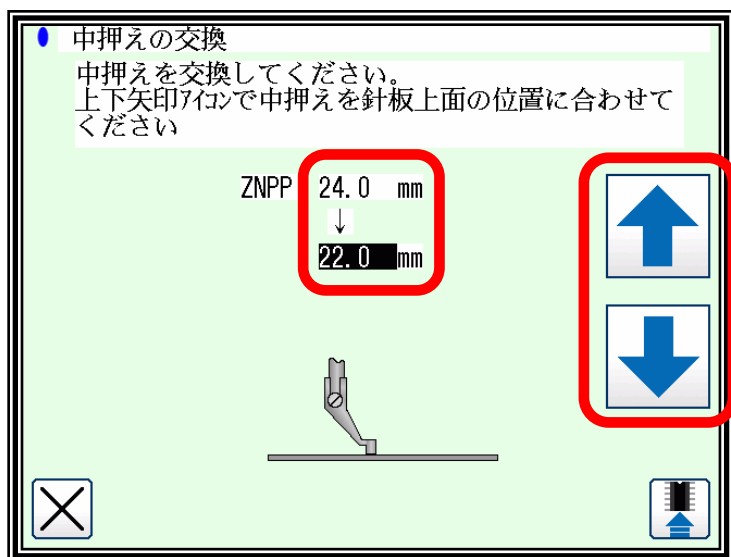 中押えの交換
中押えを交換してください。
上下矢印ｱｲｺﾝで中押えを針板上面の位置に合わせて
ください
ZNPP 24.0 mm
↓
22.0 mm